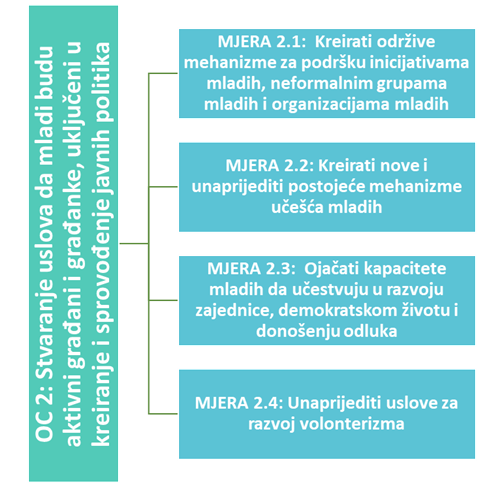 OC 2: Stvaranje uslova da mladi budu
aktivni građani i građanke, uključeni u
kreiranje i sprovođenje javnih politika
MJERA 2.1: Kreirati održive
mehanizme za podršku inicijativama
mladih, neformalnim grupama
mladih i organizacijama mladih
MJERA 2.2: Kreirati nove i
unaprijediti postojeće mehanizme
učešća mladih
MJERA 2.3: Ojačati kapacitete
mladih da učestvuju u razvoju
zajednice, demokratskom životu i
donošenju odluka
MJERA 2.4: Unaprijediti uslove za
razvoj volonterizma